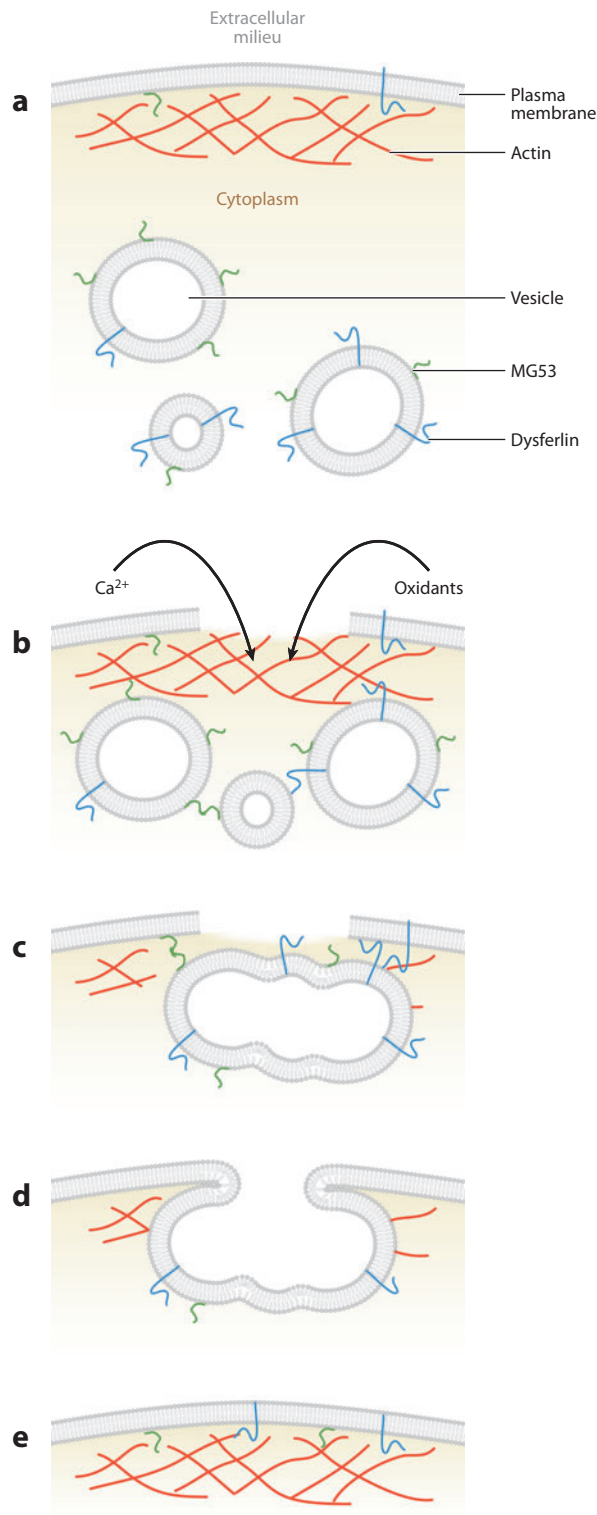 Extracellular
milieu
a
Plasma
membrane
Actin
Cytoplasm
Vesicle
MG53
Dysferlin
Ca²⁺
Oxidants
b
c
d
e